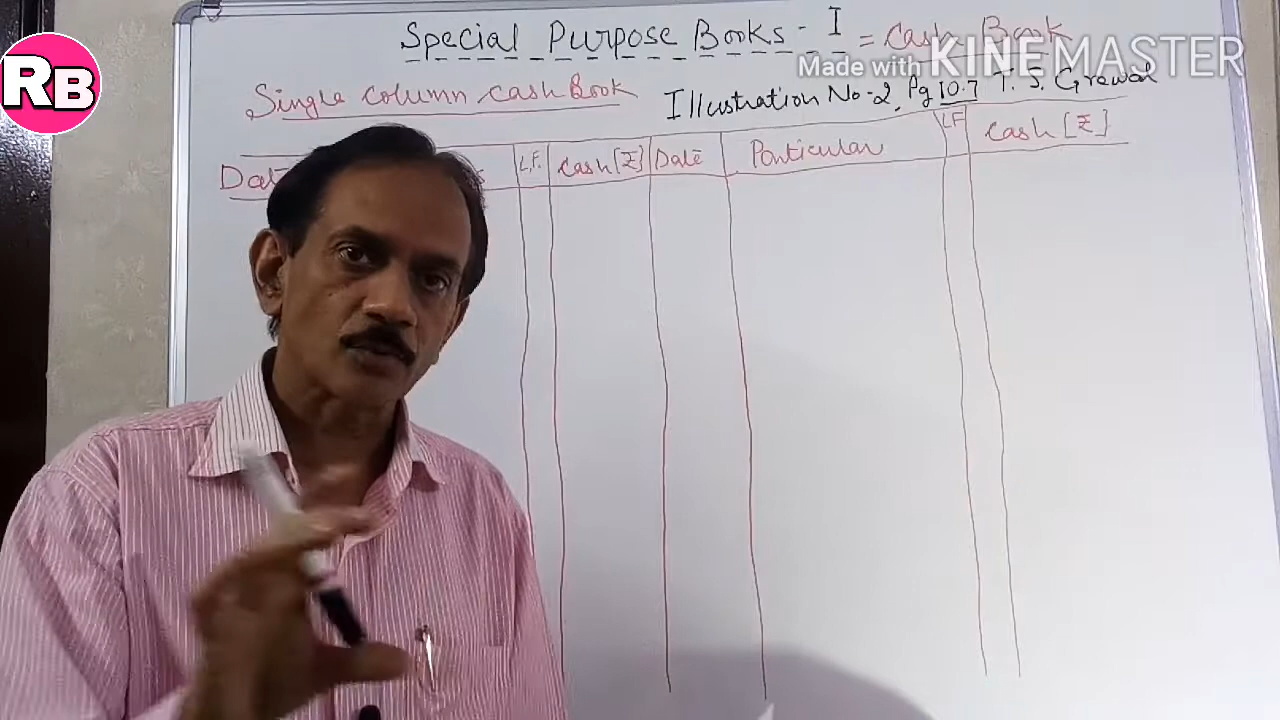 Special Purpose Books - I = Cash Book
Made with KINEMASTER
RB
Single column cash Book
Illustration No-2, Pg 10.7 T. S. Grewal
L.F. Cash [₹] Date Particular LF Cash [₹]